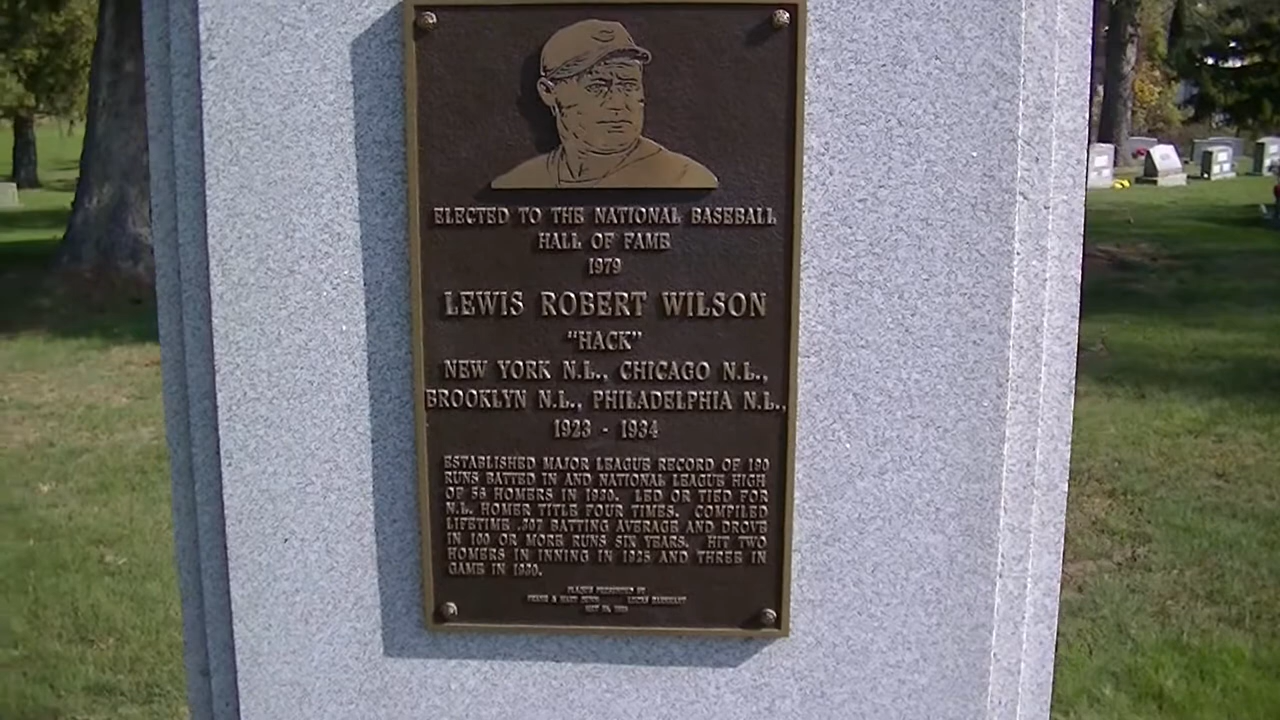 ELECTED TO THE NATIONAL BASEBALL
HALL OF FAME
1979
LEWIS ROBERT WILSON
"HACK"
NEW YORK N.L., CHICAGO N.L.,
BROOKLYN N.L., PHILADELPHIA N.L.,
1923 - 1934
ESTABLISHED MAJOR LEAGUE RECORD OF 190
RUNS BATTED IN AND NATIONAL LEAGUE HIGH
OF 56 HOMERS IN 1930. LED OR TIED FOR
N.L. HOMER TITLE FOUR TIMES. COMPILED
LIFETIME .307 BATTING AVERAGE AND DROVE
IN 100 OR MORE RUNS SIX YEARS. HIT TWO
HOMERS IN INNING IN 1925 AND THREE IN
GAME IN 1930.
PLAQUE PRESENTED BY